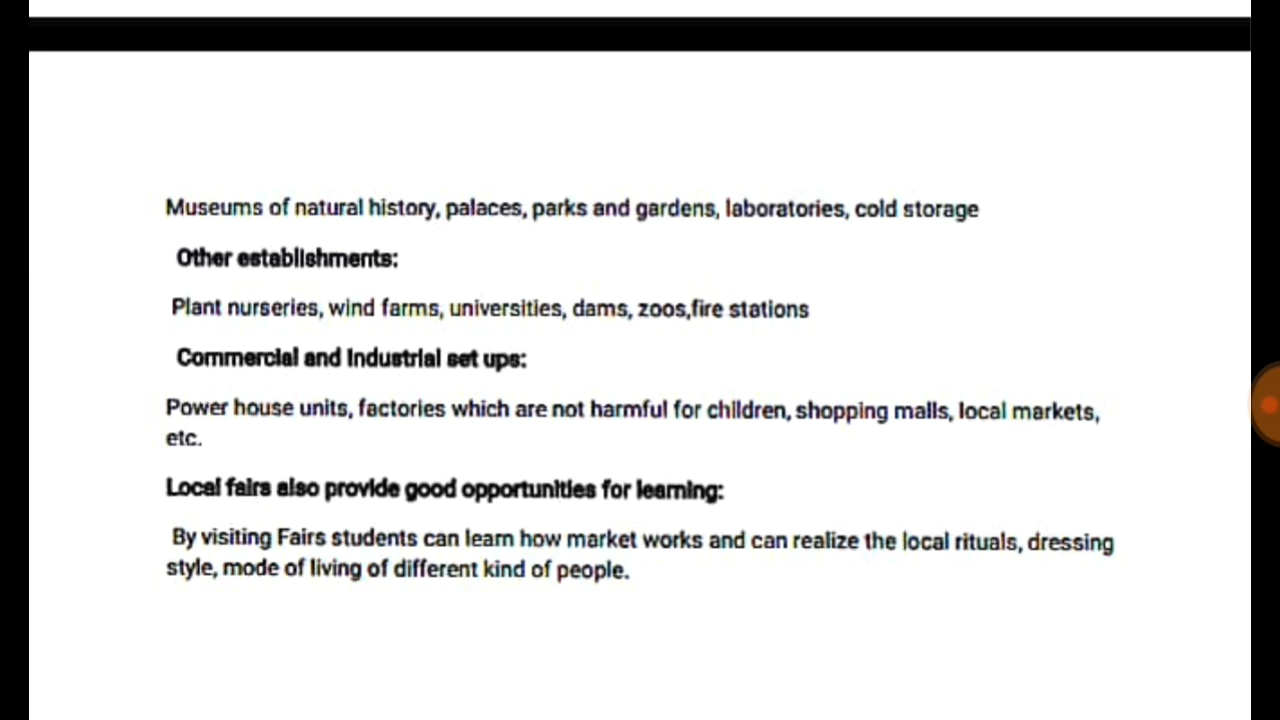 Museums of natural history, palaces, parks and gardens, laboratories, cold storage
Other establishments:
Plant nurseries, wind farms, universities, dams, zoos,fire stations
Commercial and Industrial set ups:
Power house units, factories which are not harmful for children, shopping malls, local markets,
etc.
Local fairs also provide good opportunities for learning:
By visiting Fairs students can learn how market works and can realize the local rituals, dressing
style, mode of living of different kind of people.